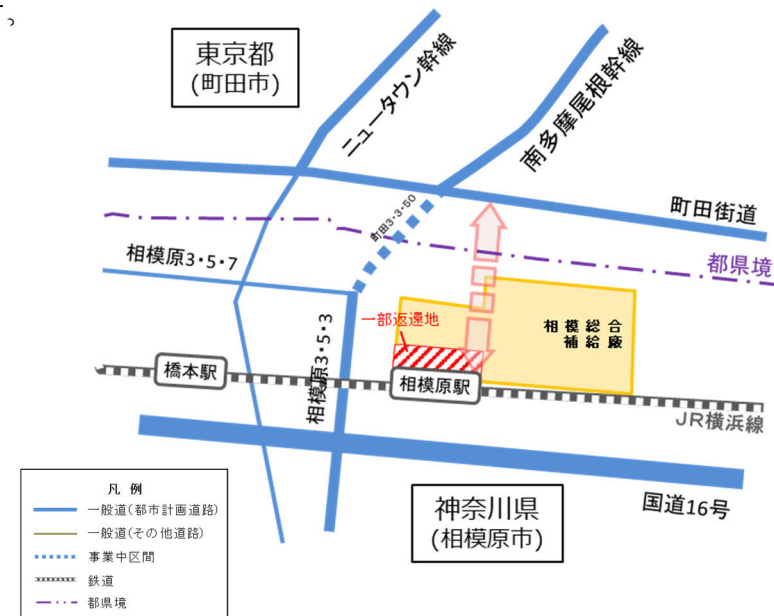 。
東京都
(町田市)
ニュータウン幹線
南多摩尾根幹線
町田3・3・50
町田街道
都県境
相模原3・5・7
相模原3・5・3
一部返還地
相模総合
補給廠
橋本駅
相模原駅
JR横浜線
国道16号
神奈川県
(相模原市)
凡例
一般道(都市計画道路)
一般道(その他道路)
事業中区間
鉄道
都県境